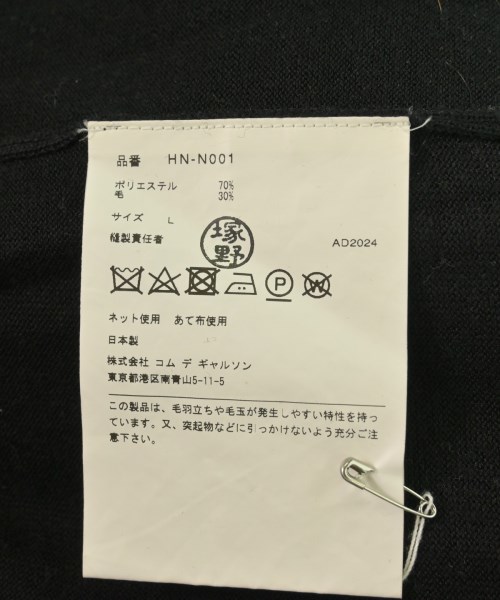 品番 HN-N001
ポリエステル 70%
毛 30%
サイズ L
縫製責任者 塚野 AD2024
P W
ネット使用 あて布使用
日本製
株式会社 コム デ ギャルソン
東京都港区南青山5-11-5
この製品は、毛羽立ちや毛玉が発生しやすい特性を持っ
ています。又、突起物などに引っかけないよう充分ご注
意下さい。